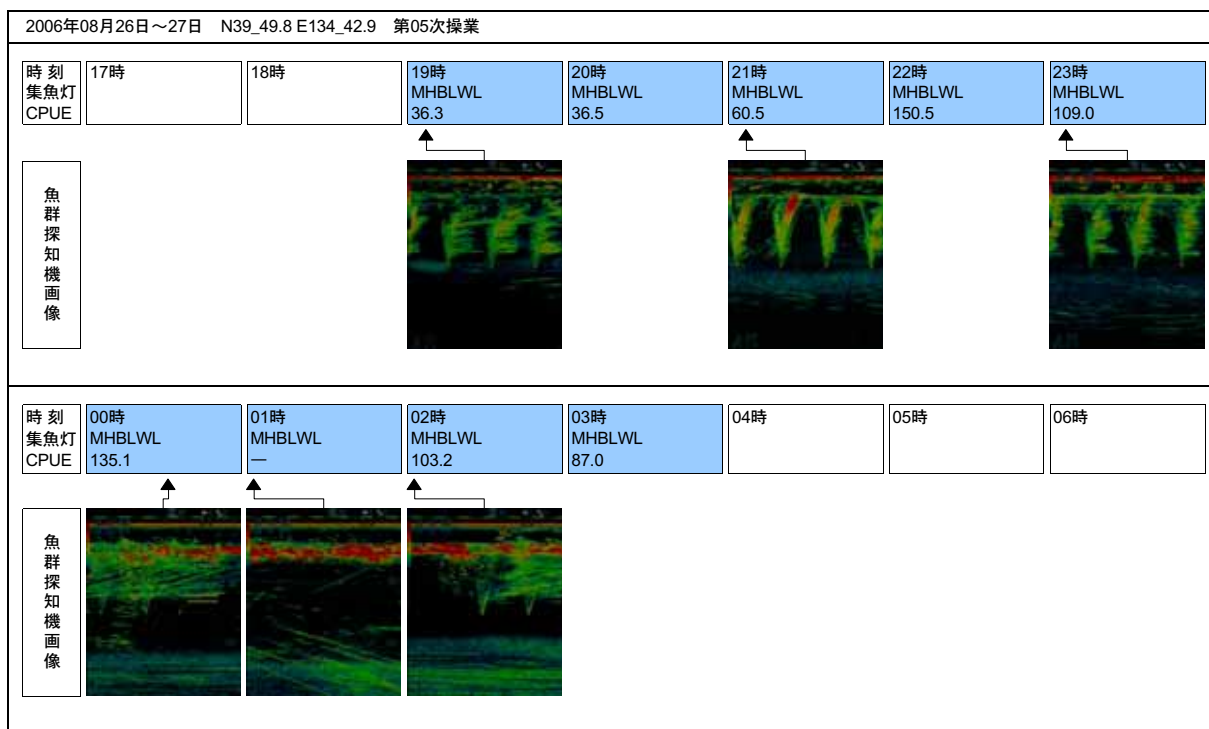 2006年08月26日～27日 N39_49.8 E134_42.9 第05次操業
時 刻
集魚灯
CPUE
17時
18時
19時
MHBLWL
36.3
20時
MHBLWL
36.5
21時
MHBLWL
60.5
22時
MHBLWL
150.5
23時
MHBLWL
109.0
魚群探知機画像
時 刻
集魚灯
CPUE
00時
MHBLWL
135.1
01時
MHBLWL
―
02時
MHBLWL
103.2
03時
MHBLWL
87.0
04時
05時
06時
魚群探知機画像